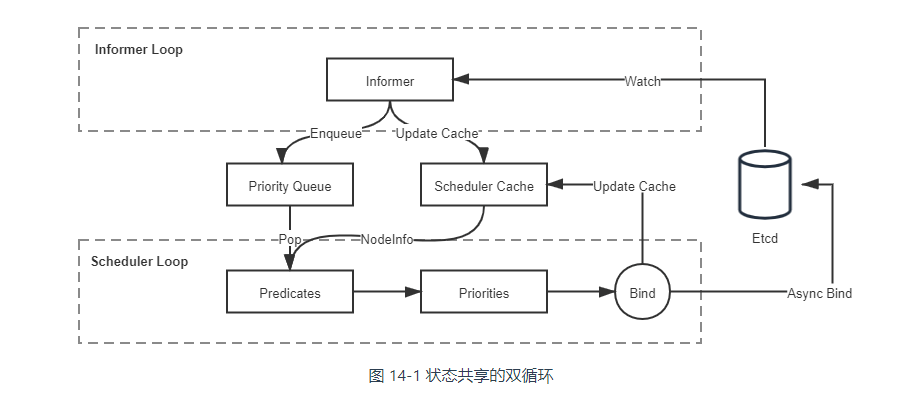 Informer Loop
Informer
Watch
Enqueue
Update Cache
Priority Queue
Scheduler Cache
Update Cache
Etcd
Pop
NodeInfo
Scheduler Loop
Predicates
Priorities
Bind
Async Bind
图 14-1 状态共享的双循环